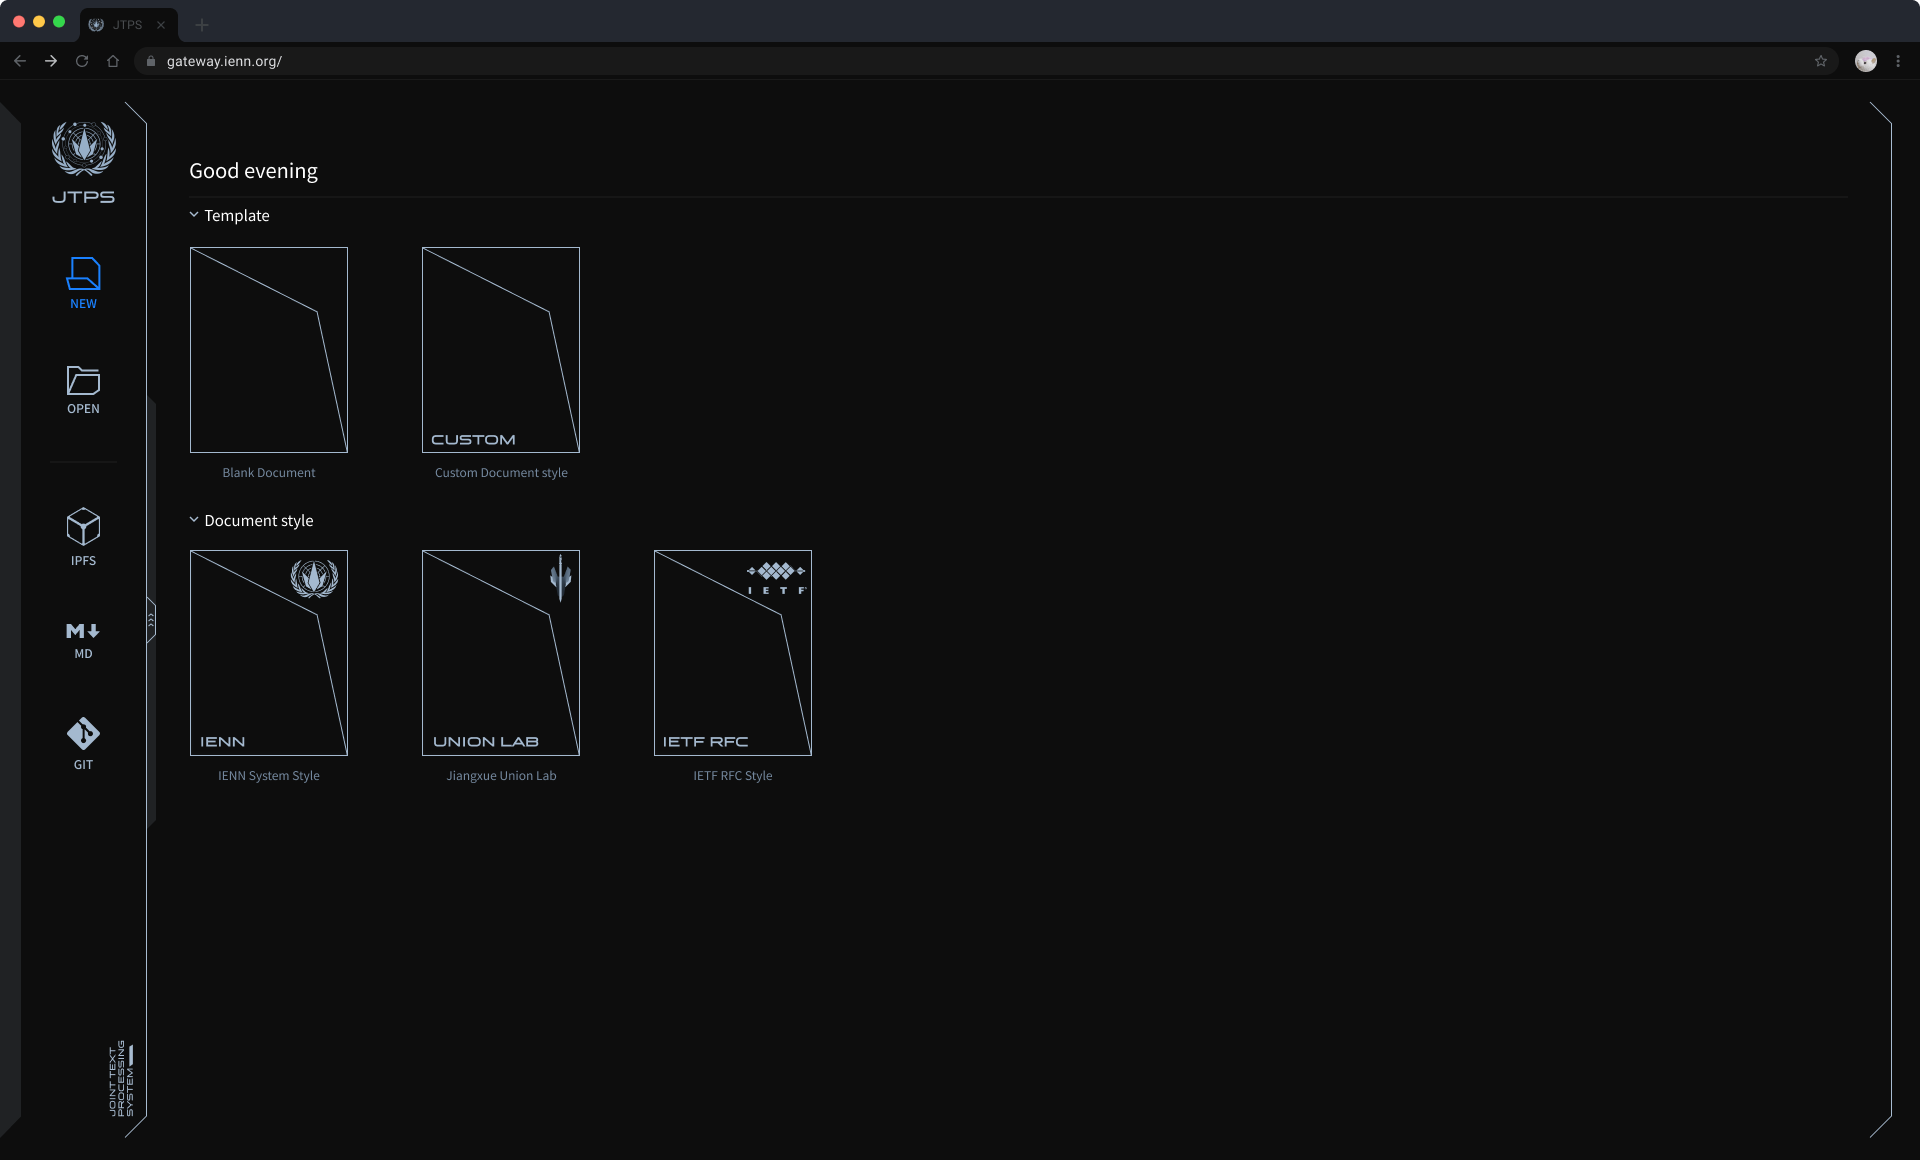 JTPS
gateway.ienn.org/
JTPS
NEW
OPEN
IPFS
MD
GIT
JOINT TEXT
PROCESSING
SYSTEM
Good evening
Template
CUSTOM
Blank Document
Custom Document style
Document style
IENN
IENN System Style
UNION LAB
Jiangxue Union Lab
I E T F
IETF RFC
IETF RFC Style